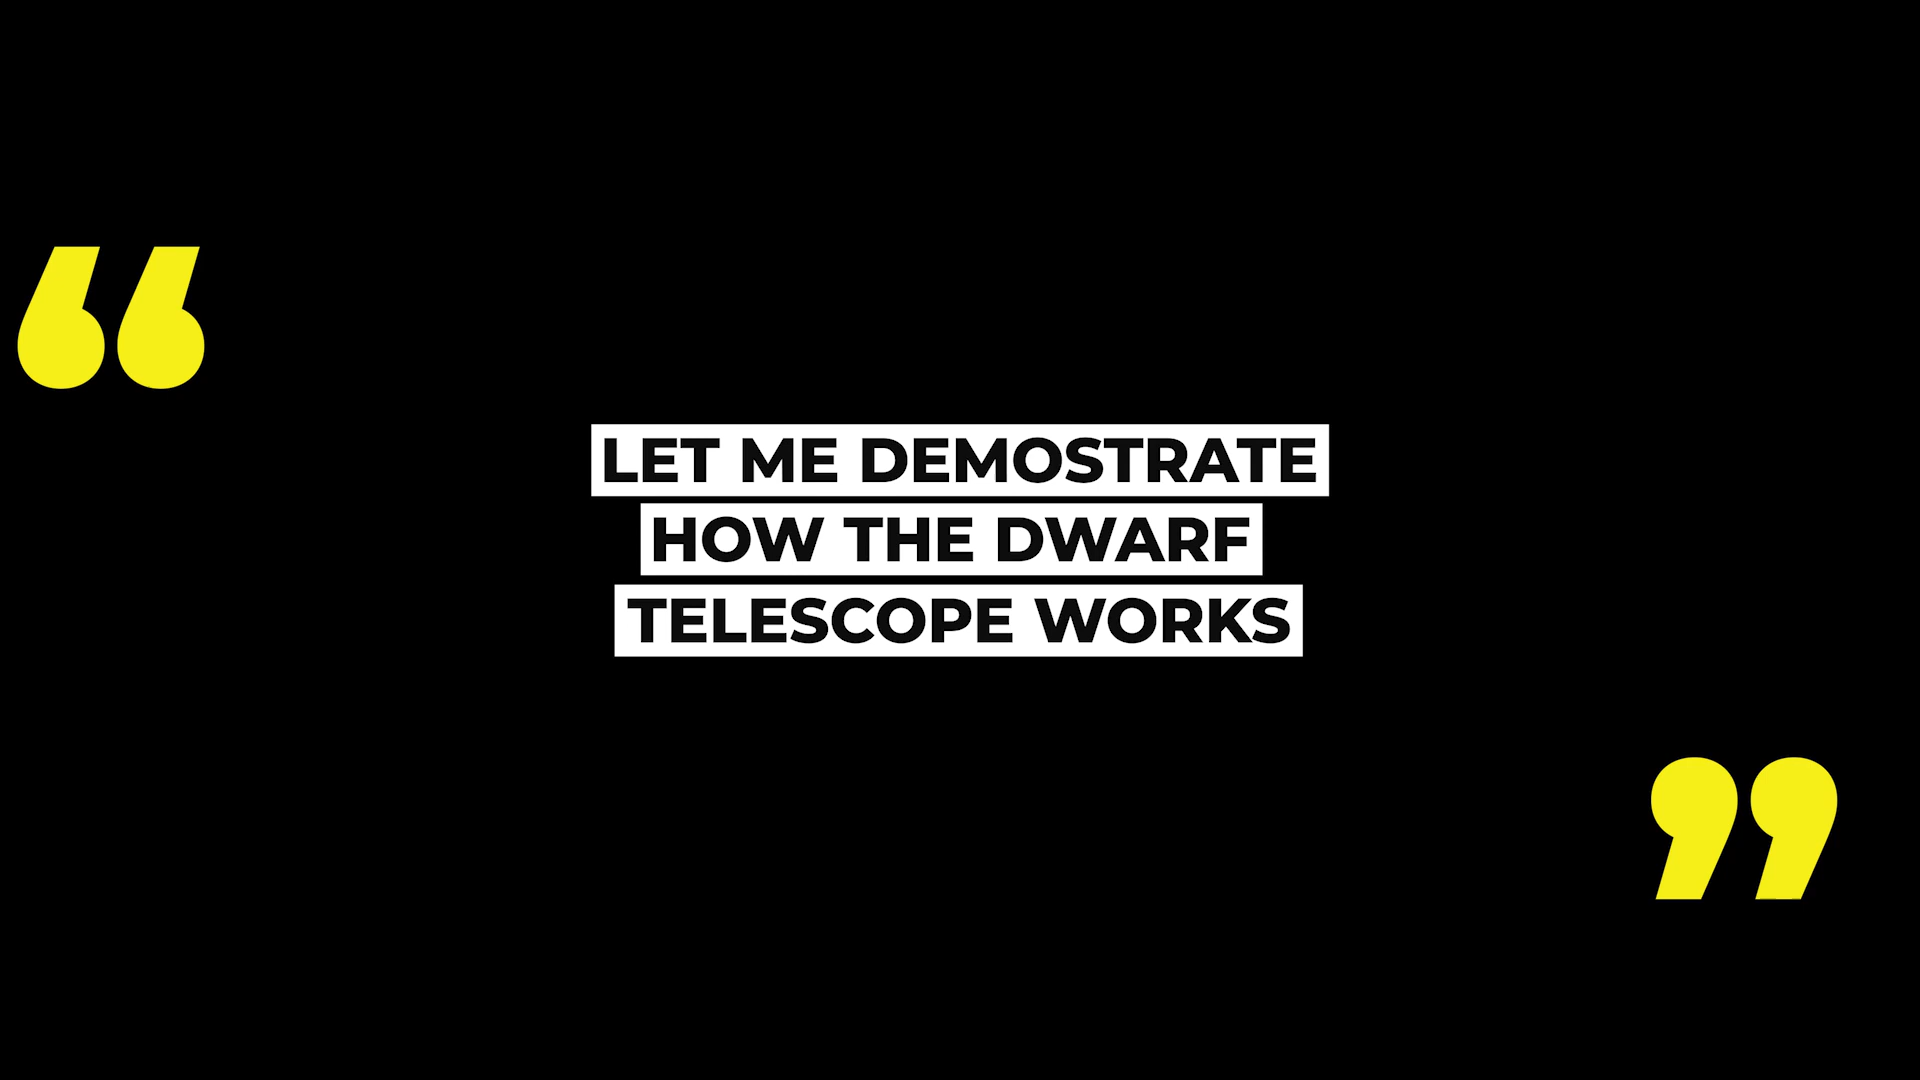 “
LET ME DEMOSTRATE
HOW THE DWARF
TELESCOPE WORKS
”